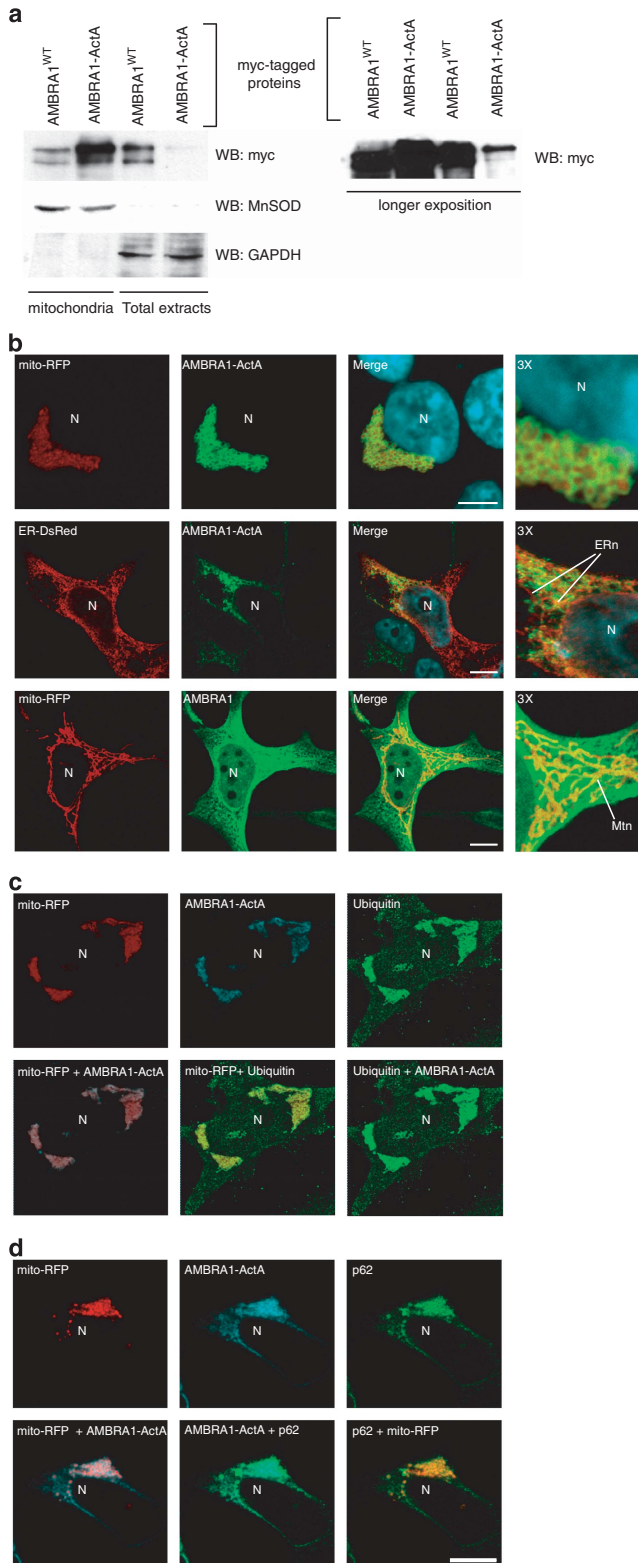 a
AMBRA1WT
AMBRA1-ActA
AMBRA1WT
AMBRA1-ActA
myc-tagged
proteins
AMBRA1WT
AMBRA1-ActA
AMBRA1WT
AMBRA1-ActA
WB: myc
WB: myc
longer exposition
WB: MnSOD
WB: GAPDH
mitochondria Total extracts
b
mito-RFP AMBRA1-ActA Merge 3X
N N N
ER-DsRed AMBRA1-ActA Merge 3X
ERn
N N N N
mito-RFP AMBRA1 Merge 3X
N N N
Mtn
c
mito-RFP AMBRA1-ActA Ubiquitin
N N N
mito-RFP + AMBRA1-ActA mito-RFP+ Ubiquitin Ubiquitin + AMBRA1-ActA
N N N
d
mito-RFP AMBRA1-ActA p62
N N N
mito-RFP + AMBRA1-ActA AMBRA1-ActA + p62 p62 + mito-RFP
N N N